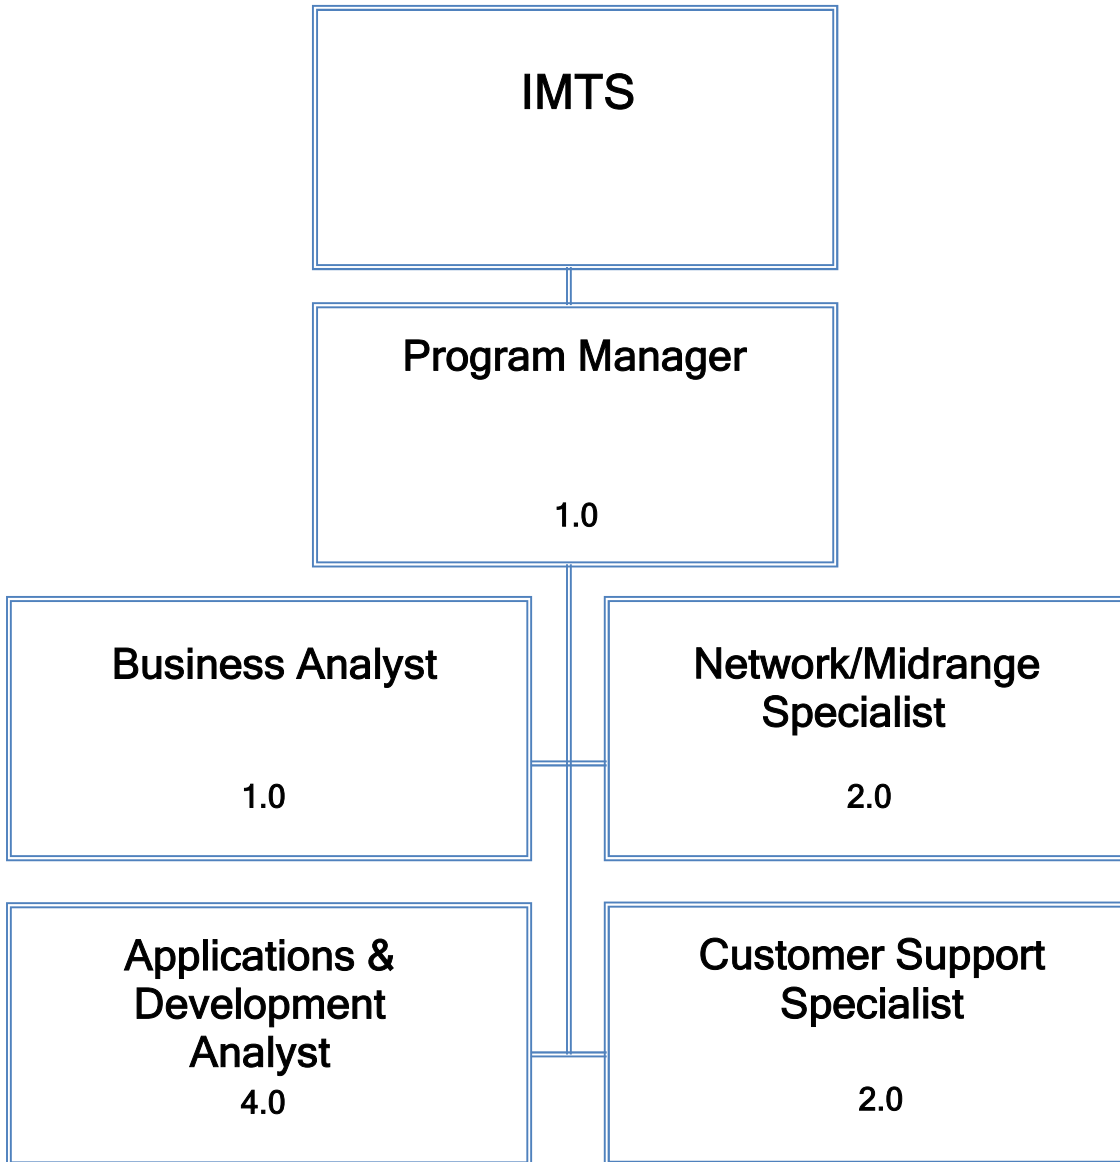 IMTS
Program Manager
1.0
Business Analyst
1.0
Network/Midrange
Specialist
2.0
Applications &
Development
Analyst
4.0
Customer Support
Specialist
2.0